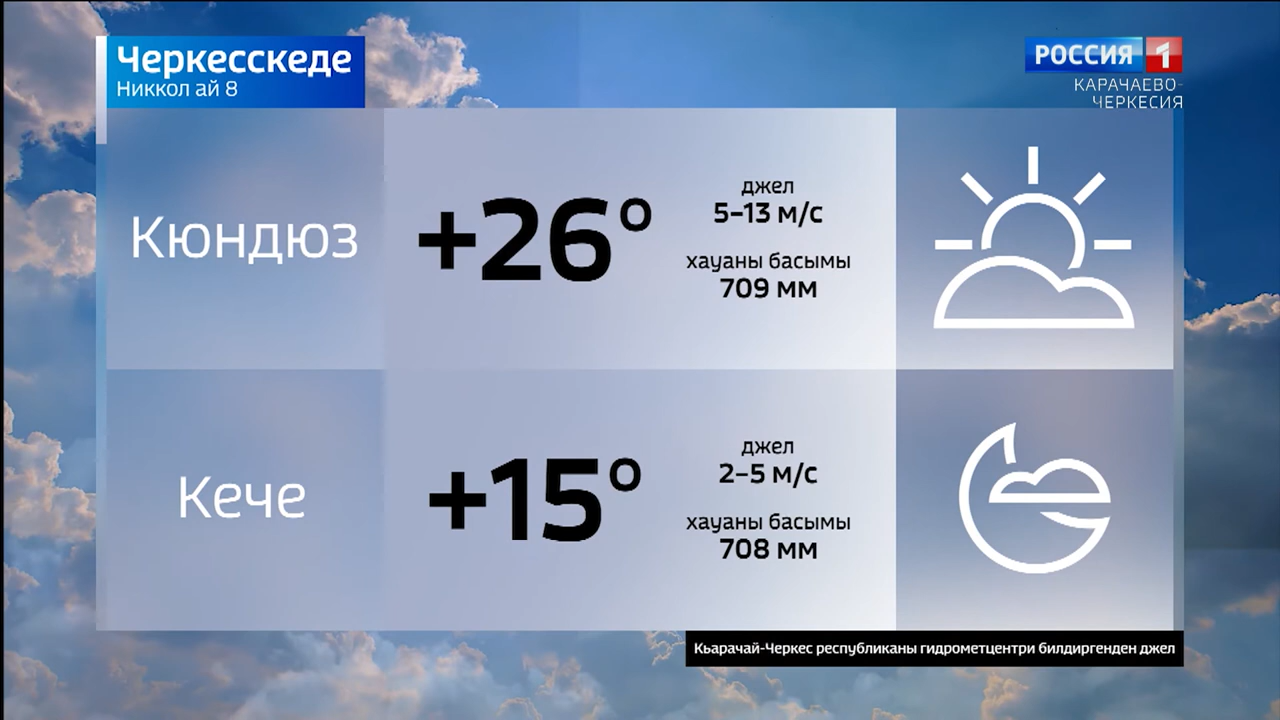 Черкесскеде
Никкол ай 8
РОССИЯ 1
КАРАЧАЕВО-
ЧЕРКЕСИЯ
Кюндюз
+26°
джел
5-13 м/с
хауаны басымы
709 мм
Кече
+15°
джел
2-5 м/с
хауаны басымы
708 мм
Кьарачай-Черкес республиканы гидрометцентри билдиргенден джел